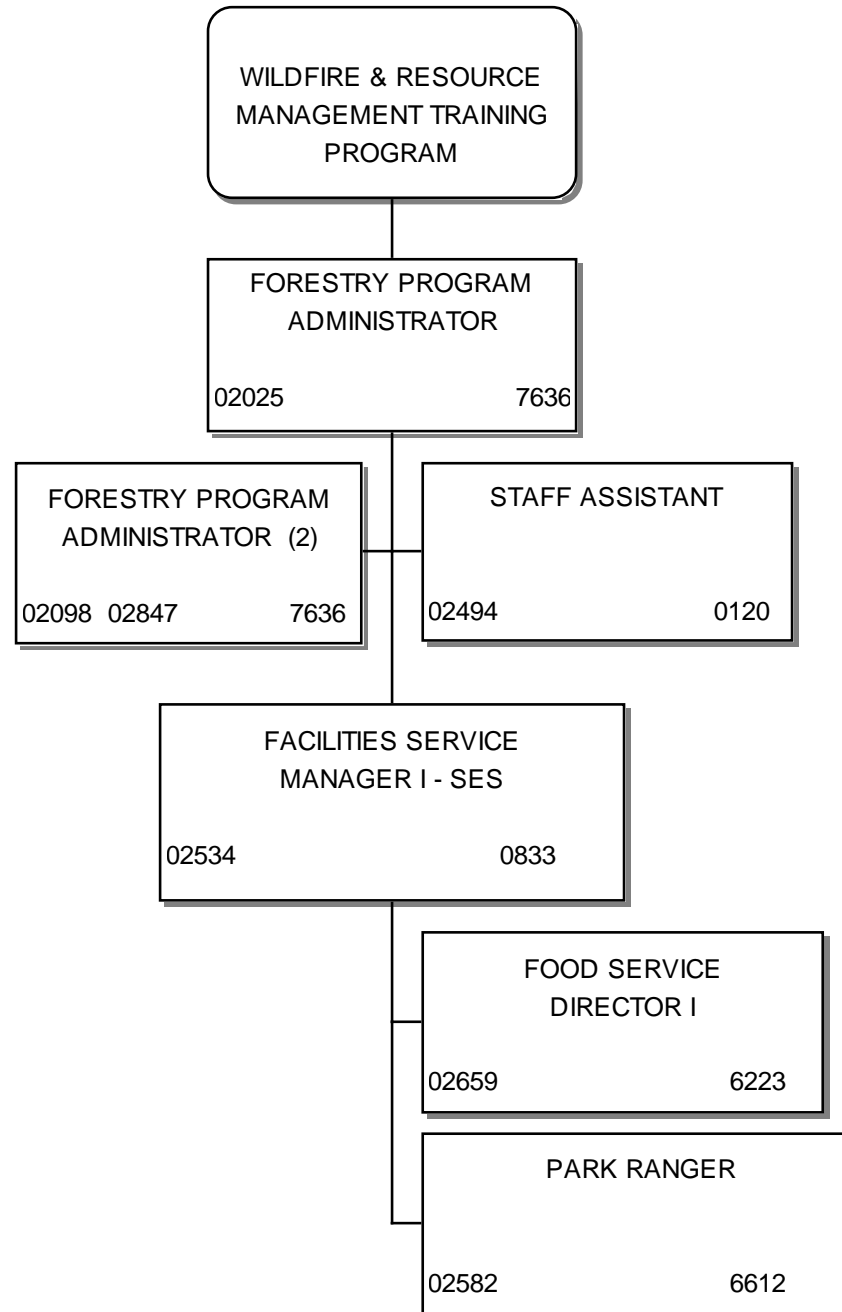 WILDFIRE & RESOURCE
MANAGEMENT TRAINING
PROGRAM
FORESTRY PROGRAM
ADMINISTRATOR
02025 7636
FORESTRY PROGRAM
ADMINISTRATOR (2)
02098 02847 7636
STAFF ASSISTANT
02494 0120
FACILITIES SERVICE
MANAGER I - SES
02534 0833
FOOD SERVICE
DIRECTOR I
02659 6223
PARK RANGER
02582 6612